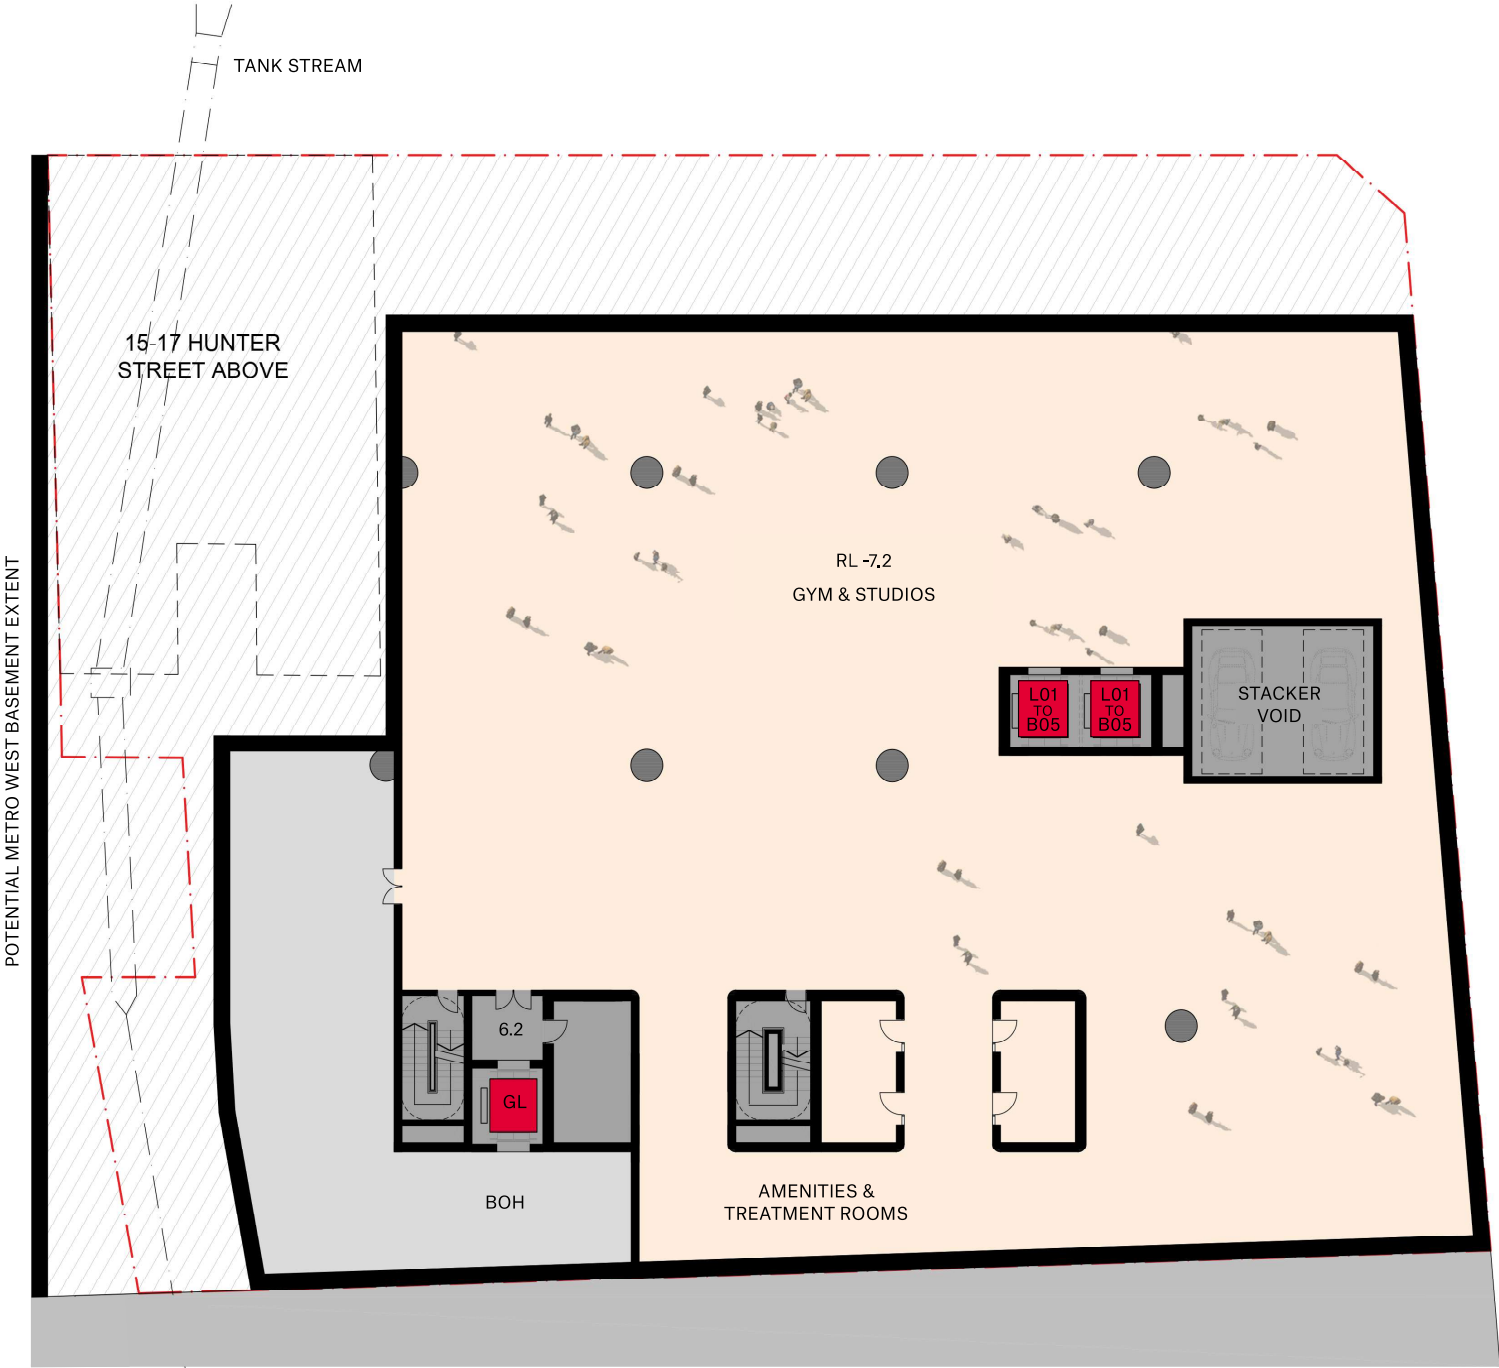 TANK STREAM
15-17 HUNTER
STREET ABOVE
POTENTIAL METRO WEST BASEMENT EXTENT
RL -7.2
GYM & STUDIOS
L01
TO
B05
L01
TO
B05
STACKER
VOID
6.2
GL
BOH
AMENITIES &
TREATMENT ROOMS